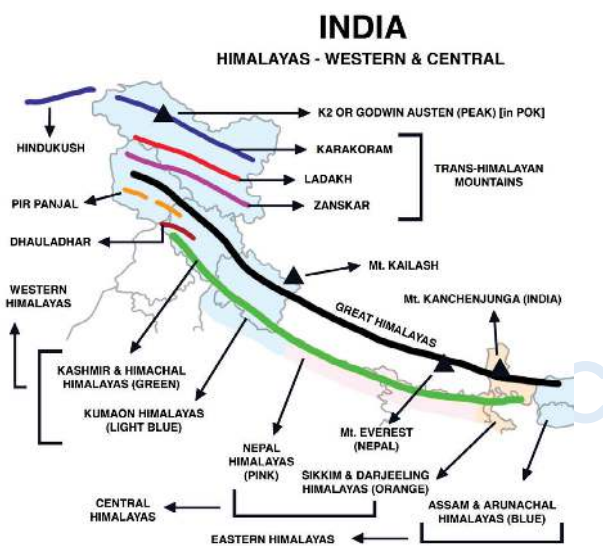 INDIA
HIMALAYAS - WESTERN & CENTRAL
K2 OR GODWIN AUSTEN (PEAK) [in POK]
HINDUKUSH
KARAKORAM
LADAKH
TRANS-HIMALAYAN
MOUNTAINS
ZANSKAR
PIR PANJAL
DHAULADHAR
Mt. KAILASH
WESTERN
HIMALAYAS
Mt. KANCHENJUNGA (INDIA)
GREAT HIMALAYAS
KASHMIR & HIMACHAL
HIMALAYAS (GREEN)
KUMAON HIMALAYAS
(LIGHT BLUE)
Mt. EVEREST
(NEPAL)
NEPAL
HIMALAYAS
(PINK)
SIKKIM & DARJEELING
HIMALAYAS (ORANGE)
ASSAM & ARUNACHAL
HIMALAYAS (BLUE)
CENTRAL
HIMALAYAS
EASTERN HIMALAYAS